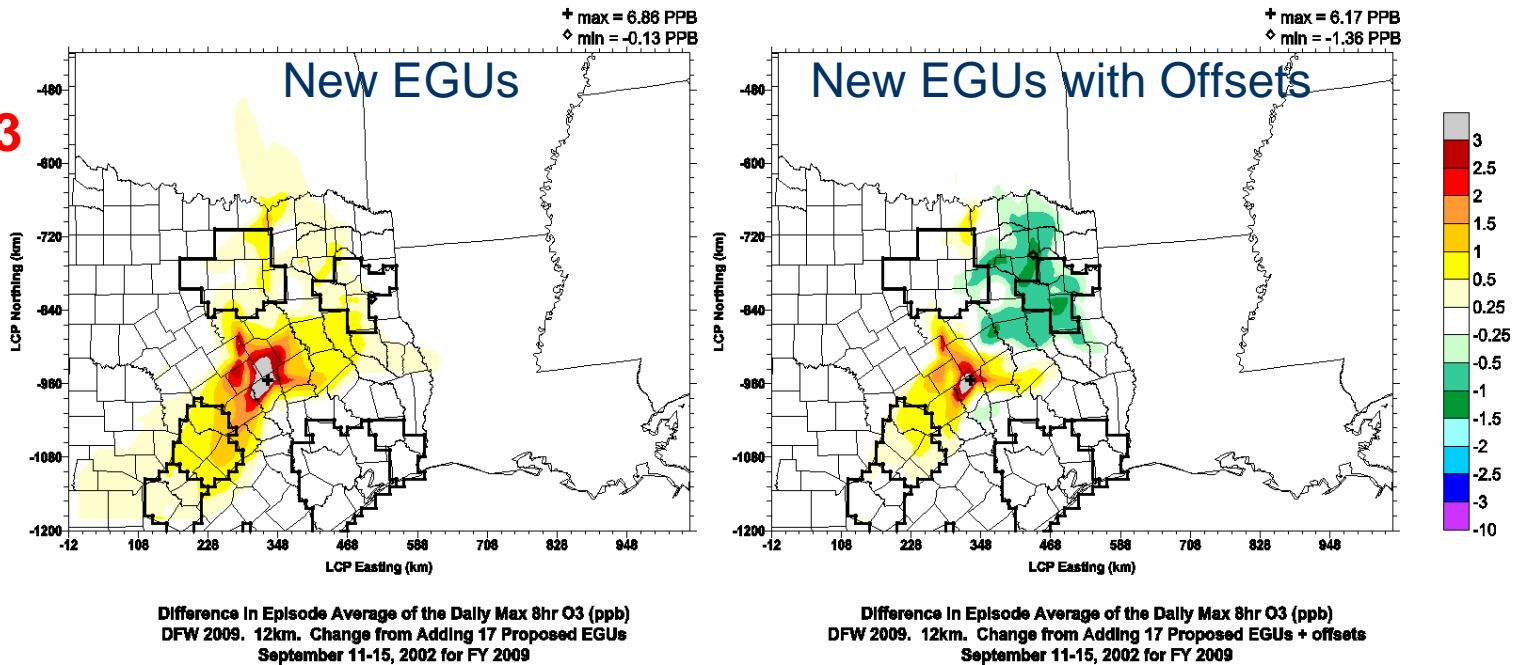 3
+ max = 6.86 PPB
◇ min = -0.13 PPB
New EGUs
-480
-600
-720
-840
-960
-1080
-1200
LCP Northing (km)
-12 108 228 348 468 588 708 828 948
LCP Easting (km)
Difference in Episode Average of the Daily Max 8hr O3 (ppb)
DFW 2009. 12km. Change from Adding 17 Proposed EGUs
September 11-15, 2002 for FY 2009
+ max = 6.17 PPB
◇ min = -1.36 PPB
New EGUs with Offsets
-480
-600
-720
-840
-960
-1080
-1200
LCP Northing (km)
-12 108 228 348 468 588 708 828 948
LCP Easting (km)
Difference in Episode Average of the Daily Max 8hr O3 (ppb)
DFW 2009. 12km. Change from Adding 17 Proposed EGUs + offsets
September 11-15, 2002 for FY 2009
3
2.5
2
1.5
1
0.5
0.25
-0.25
-0.5
-1
-1.5
-2
-2.5
-3
-10